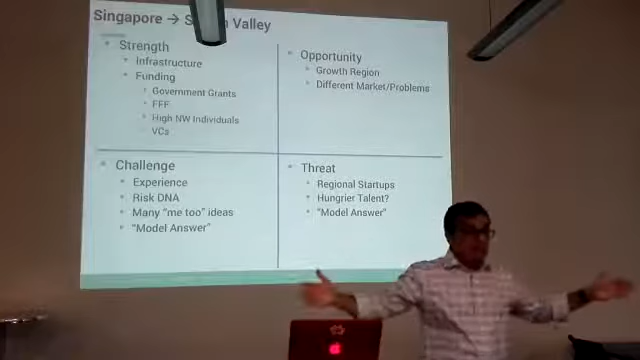 Singapore → S Valley
Strength
Infrastructure
Funding
Government Grants
FFF
High NW Individuals
VCs
Opportunity
Growth Region
Different Market/Problems
Challenge
Experience
Risk DNA
Many "me too" ideas
"Model Answer"
Threat
Regional Startups
Hungrier Talent?
"Model Answer"